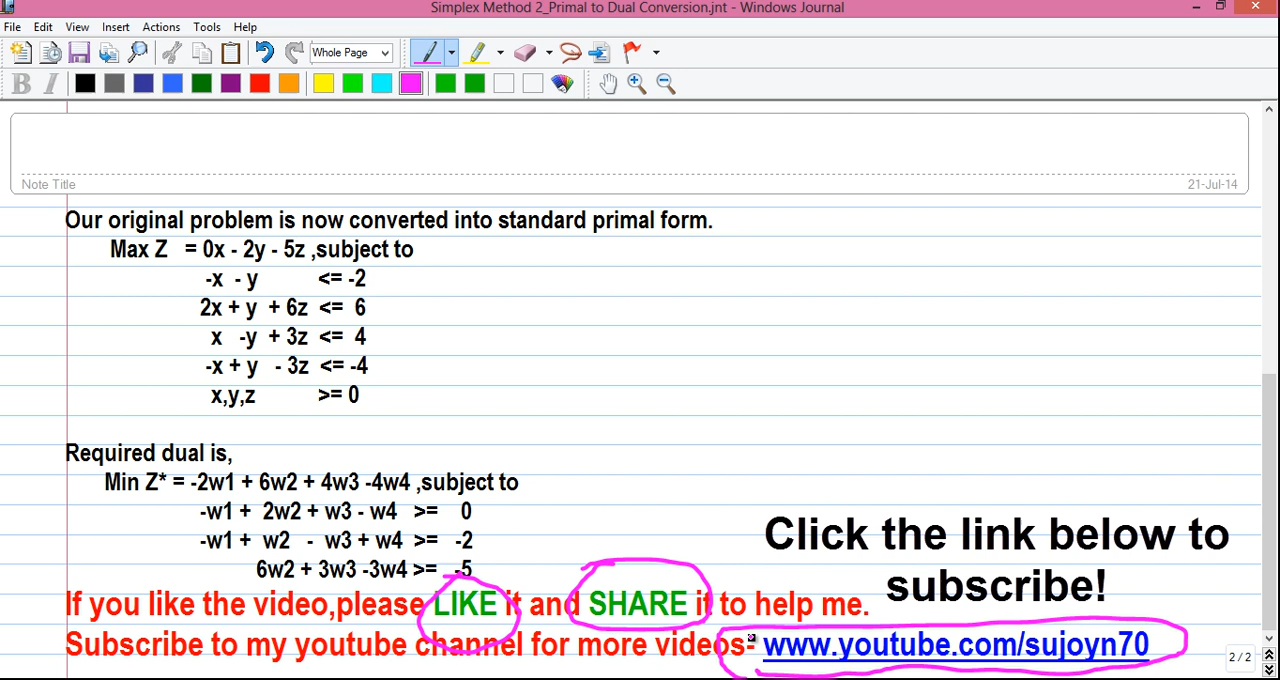 Simplex Method 2_Primal to Dual Conversion.jnt - Windows Journal
File Edit View Insert Actions Tools Help
Whole Page
B I
Note Title
21-Jul-14
Our original problem is now converted into standard primal form.
Max Z = 0x - 2y - 5z ,subject to
-x - y <= -2
2x + y + 6z <= 6
x -y + 3z <= 4
-x + y - 3z <= -4
x,y,z >= 0
Required dual is,
Min Z* = -2w1 + 6w2 + 4w3 -4w4 ,subject to
-w1 + 2w2 + w3 - w4 >= 0
-w1 + w2 - w3 + w4 >= -2
6w2 + 3w3 -3w4 >= -5
Click the link below to
subscribe!
If you like the video,please LIKE it and SHARE it to help me.
Subscribe to my youtube channel for more videos- www.youtube.com/sujoyn70
2 / 2